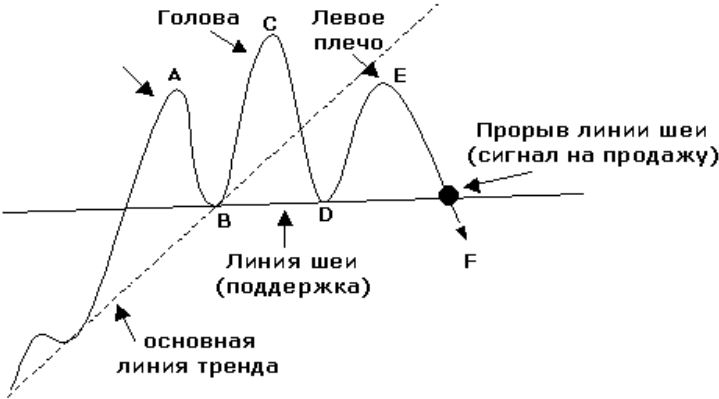 Голова
Левое
плечо
A
C
E
Прорыв линии шеи
(сигнал на продажу)
B
D
Линия шеи
(поддержка)
F
основная
линия тренда